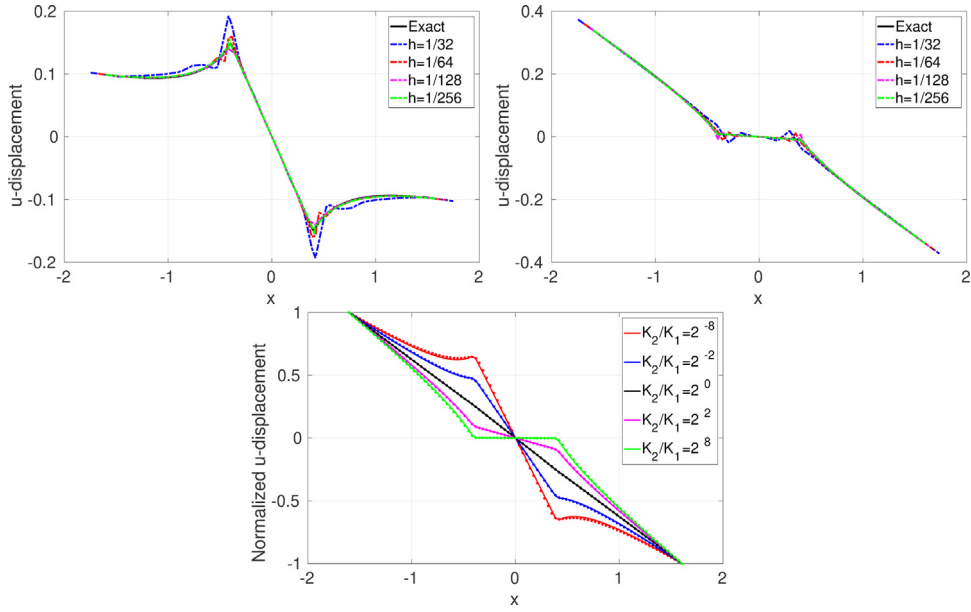 0.2
0.1
0
-0.1
-0.2
u-displacement
-2
-1
0
1
2
x
Exact
h=1/32
h=1/64
h=1/128
h=1/256
0.4
0.2
0
-0.2
-0.4
u-displacement
-2
-1
0
1
2
x
Exact
h=1/32
h=1/64
h=1/128
h=1/256
1
0.5
0
-0.5
-1
Normalized u-displacement
-2
-1
0
1
2
x
K₂/K₁=2⁻⁸
K₂/K₁=2⁻²
K₂/K₁=2⁰
K₂/K₁=2²
K₂/K₁=2⁸